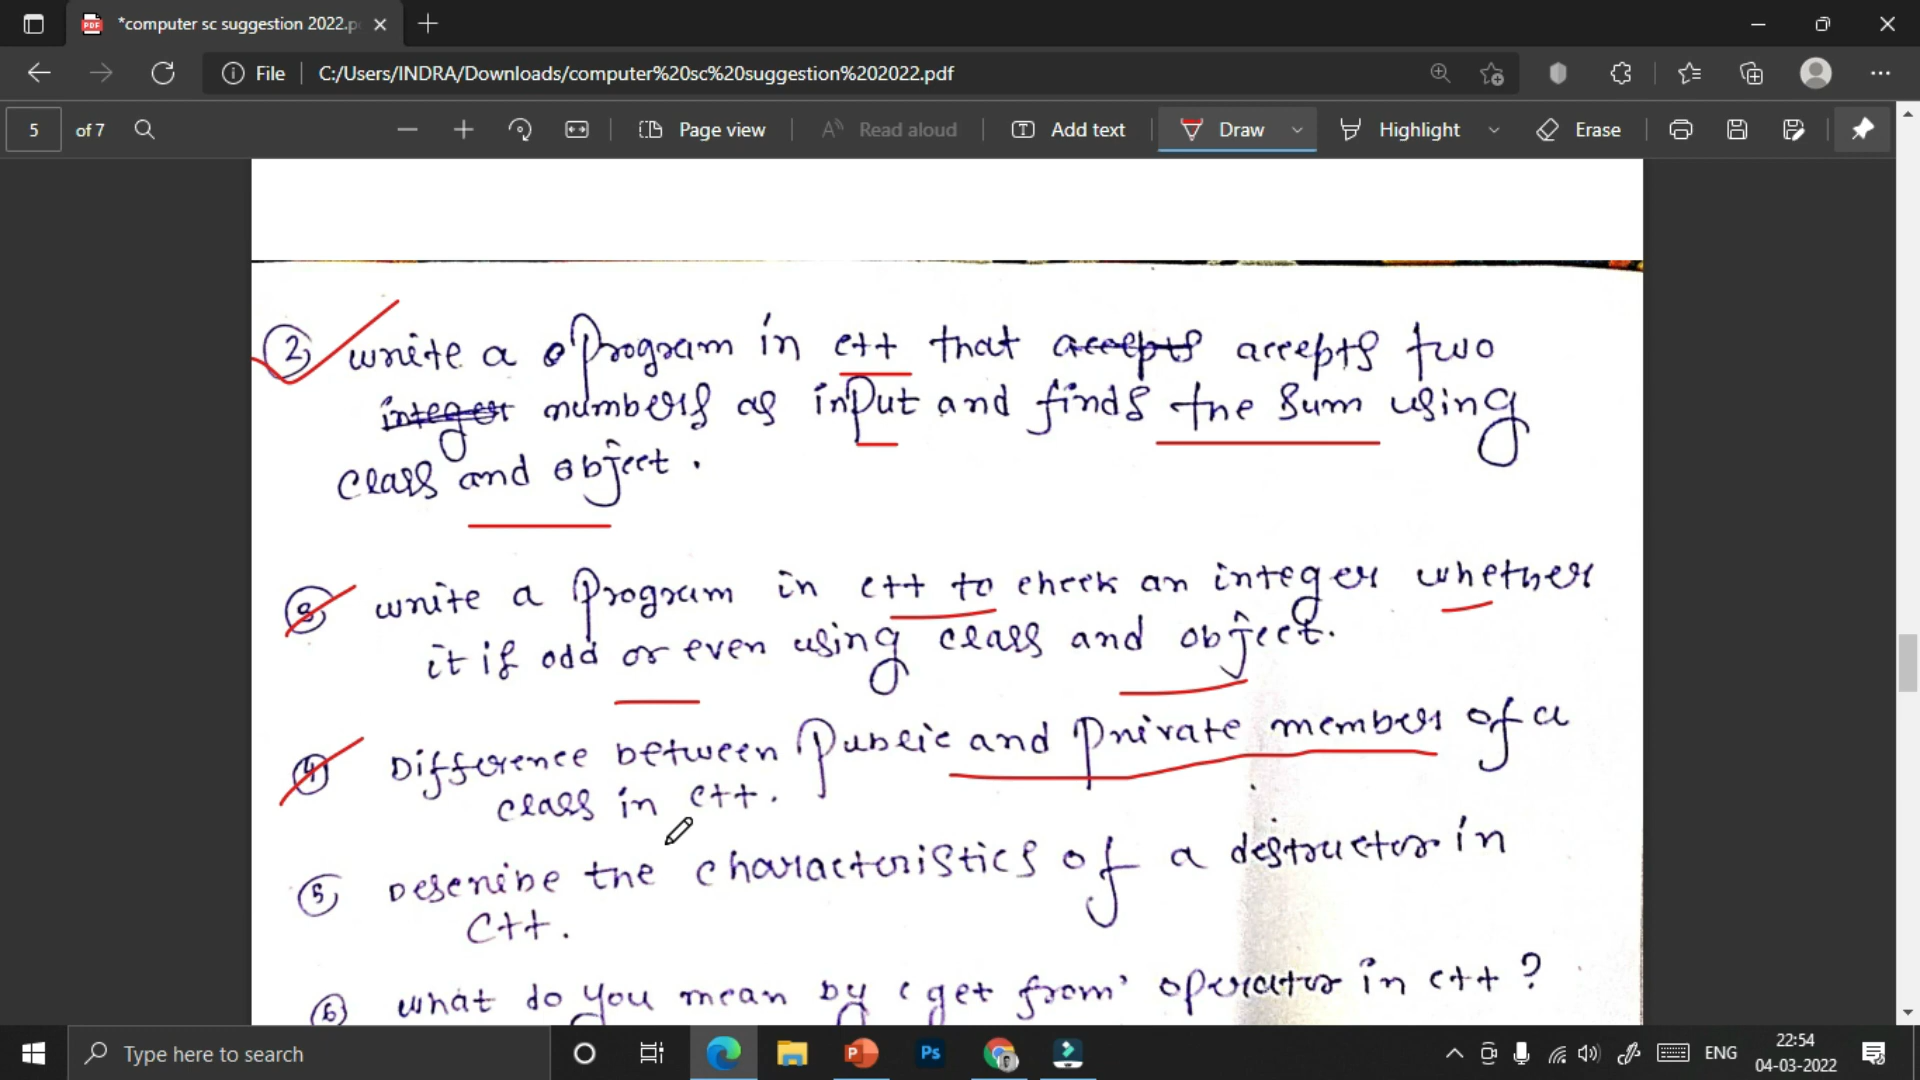 *computer sc suggestion 2022.p
File
C:/Users/INDRA/Downloads/computer%20sc%20suggestion%202022.pdf
5 of 7
Page view
Read aloud
Add text
Draw
Highlight
Erase
② write a Program in c++ that accepts accepts two
integer numbers as input and finds the sum using
class and object.
③ write a Program in c++ to check an integer whether
it is odd or even using class and object.
④ Difference between Public and Private members of a
class in c++.
⑤ Describe the characteristics of a destructor in
C++.
⑥ what do you mean by 'get from' operator in c++?
Type here to search
P
Ps
ENG
22:54
04-03-2022